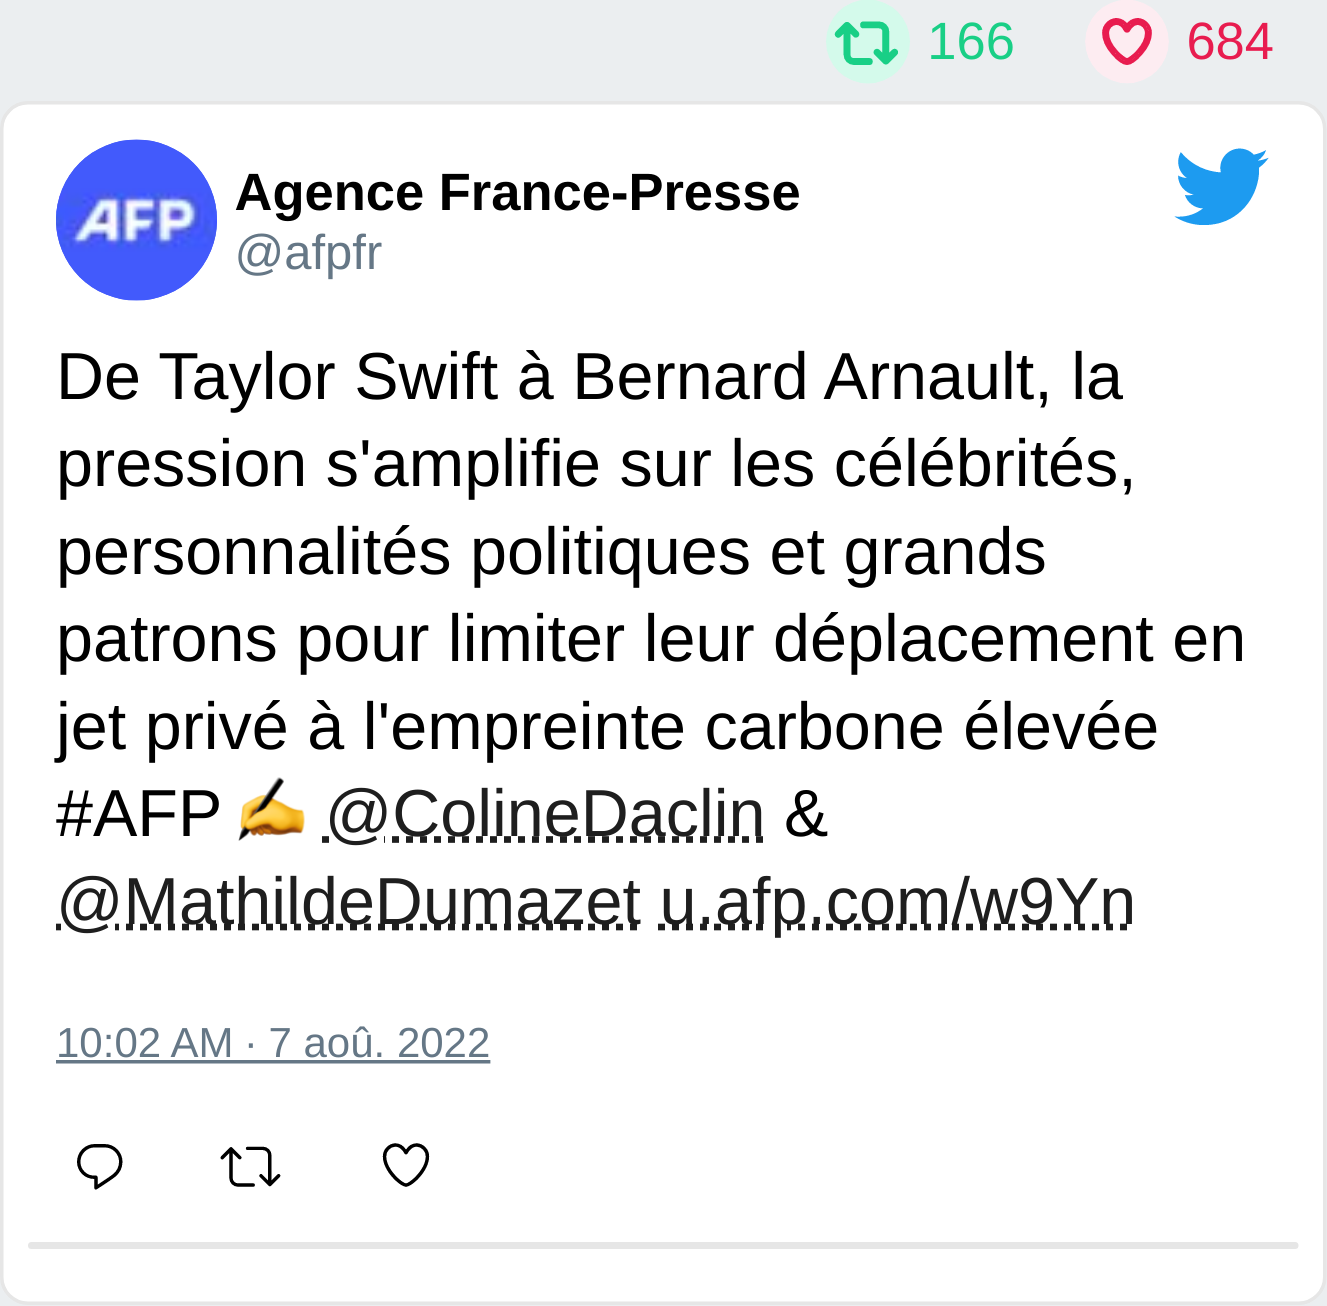 166 684
AFP
Agence France-Presse
@afpfr
De Taylor Swift à Bernard Arnault, la
pression s'amplifie sur les célébrités,
personnalités politiques et grands
patrons pour limiter leur déplacement en
jet privé à l'empreinte carbone élevée
#AFP ✍️ @ColineDaclin &
@MathildeDumazet u.afp.com/w9Yn
10:02 AM · 7 aoû. 2022